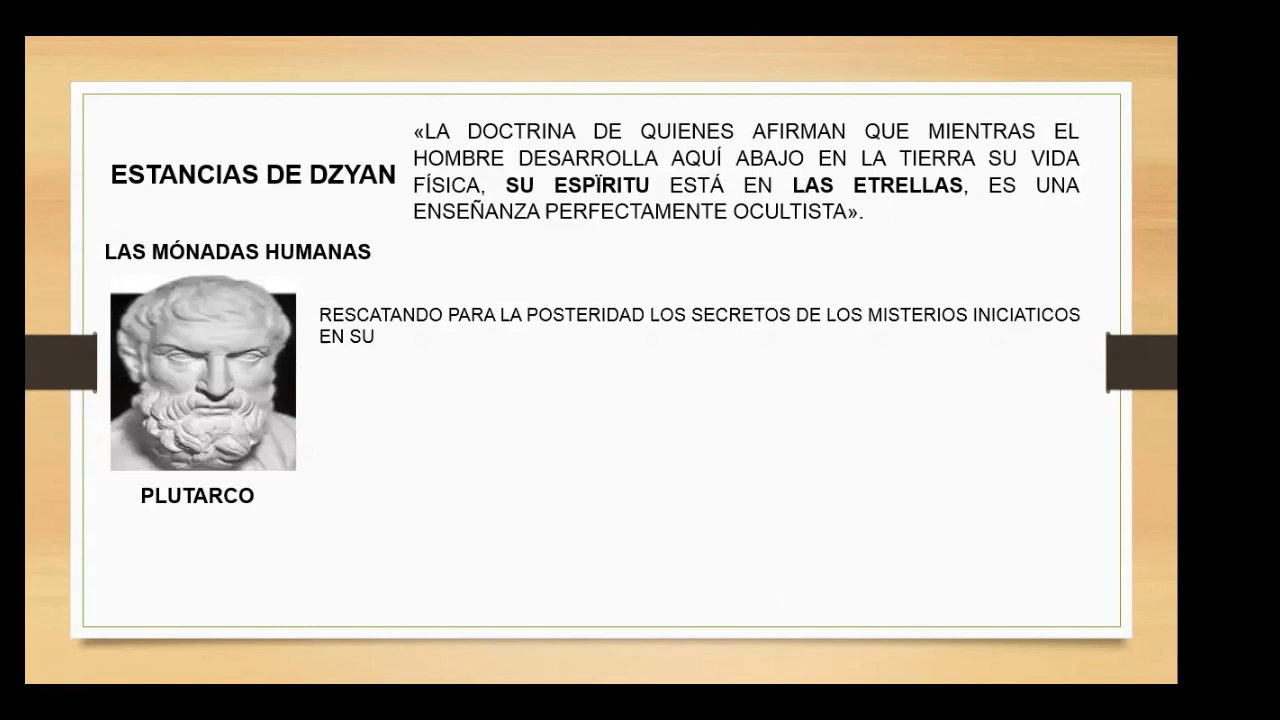 ESTANCIAS DE DZYAN
«LA DOCTRINA DE QUIENES AFIRMAN QUE MIENTRAS EL
HOMBRE DESARROLLA AQUÍ ABAJO EN LA TIERRA SU VIDA
FÍSICA, SU ESPÏRITU ESTÁ EN LAS ETRELLAS, ES UNA
ENSEÑANZA PERFECTAMENTE OCULTISTA».
LAS MÓNADAS HUMANAS
RESCATANDO PARA LA POSTERIDAD LOS SECRETOS DE LOS MISTERIOS INICIATICOS
EN SU
PLUTARCO